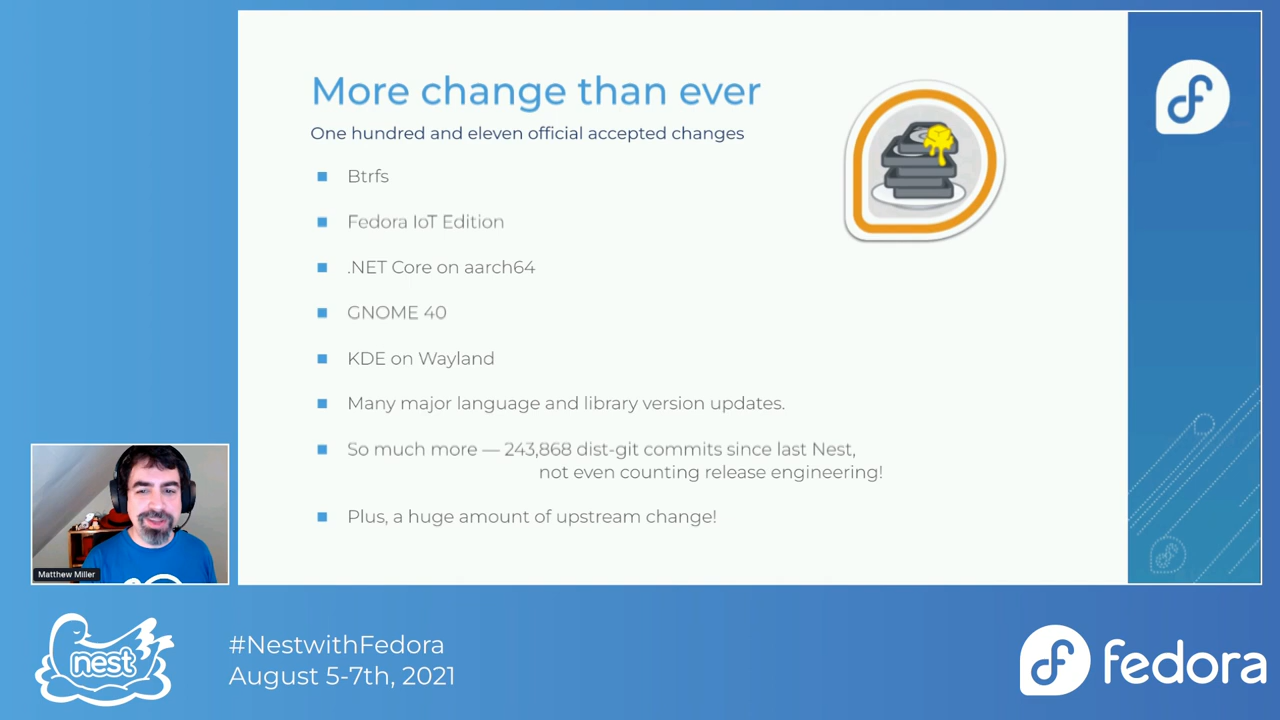 More change than ever
One hundred and eleven official accepted changes
Btrfs
Fedora IoT Edition
.NET Core on aarch64
GNOME 40
KDE on Wayland
Many major language and library version updates.
So much more — 243,868 dist-git commits since last Nest,
not even counting release engineering!
Plus, a huge amount of upstream change!
Matthew Miller
nest
#NestwithFedora
August 5-7th, 2021
fedora